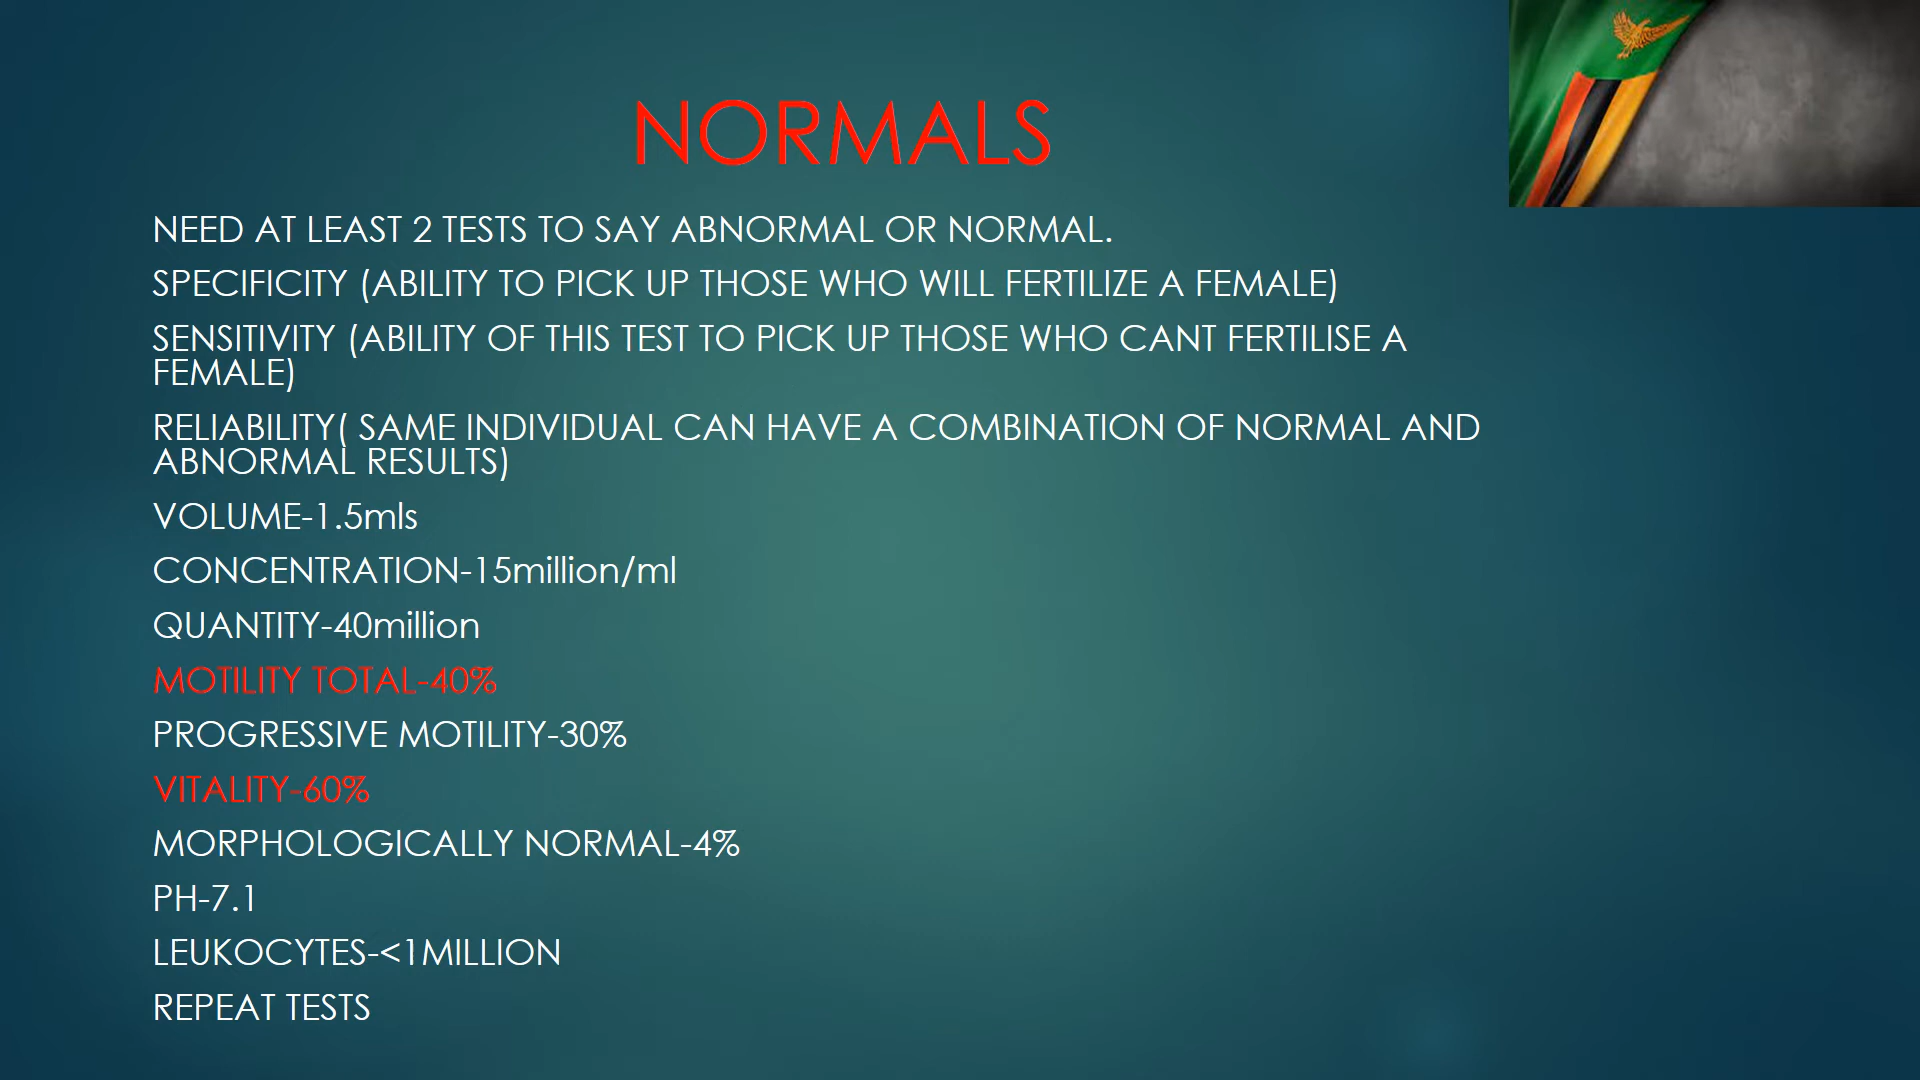 NORMALS
NEED AT LEAST 2 TESTS TO SAY ABNORMAL OR NORMAL.
SPECIFICITY (ABILITY TO PICK UP THOSE WHO WILL FERTILIZE A FEMALE)
SENSITIVITY (ABILITY OF THIS TEST TO PICK UP THOSE WHO CANT FERTILISE A
FEMALE)
RELIABILITY( SAME INDIVIDUAL CAN HAVE A COMBINATION OF NORMAL AND
ABNORMAL RESULTS)
VOLUME-1.5mls
CONCENTRATION-15million/ml
QUANTITY-40million
MOTILITY TOTAL-40%
PROGRESSIVE MOTILITY-30%
VITALITY-60%
MORPHOLOGICALLY NORMAL-4%
PH-7.1
LEUKOCYTES-<1MILLION
REPEAT TESTS